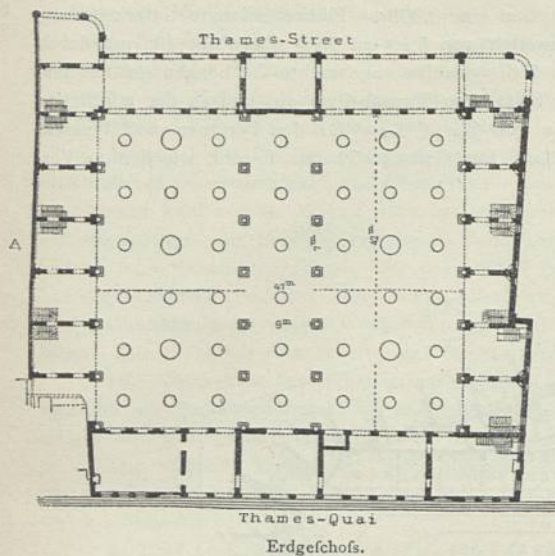 Thames-Street
A
7ᵐ
42ᵐ
47ᵐ
9ᵐ
Thames-Quai
Erdgeſchoſs.